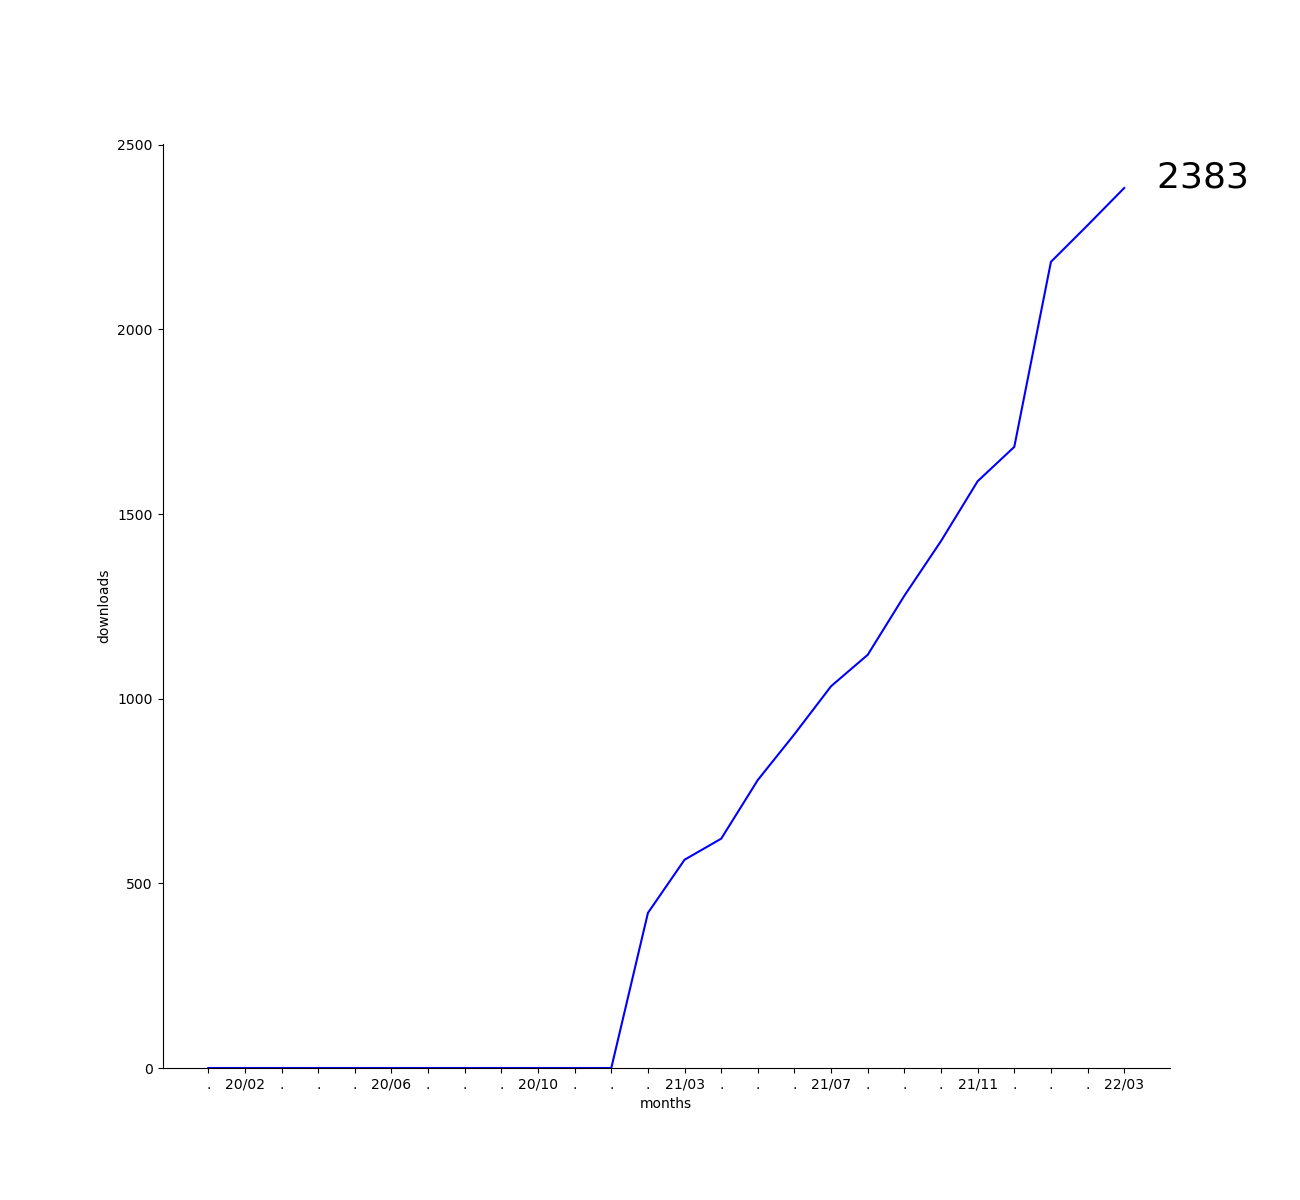 2383
2500
2000
1500
1000
500
0
downloads
. 20/02 . . . 20/06 . . . 20/10 . . . 21/03 . . . 21/07 . . . 21/11 . . . 22/03
months